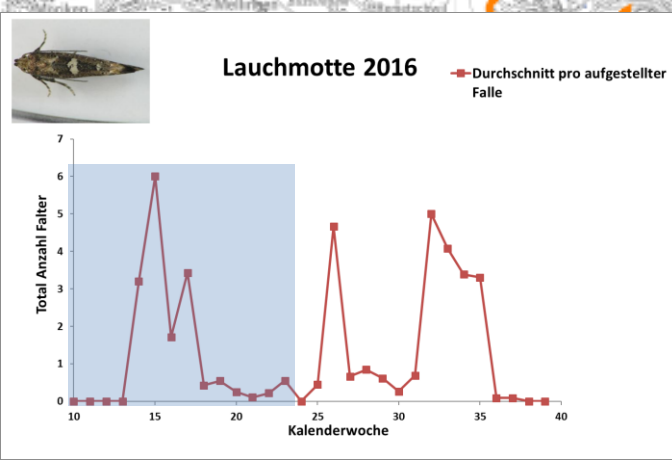 Lauchmotte 2016
Durchschnitt pro aufgestellter
Falle
Total Anzahl Falter
7
6
5
4
3
2
1
0
10 15 20 25 30 35 40
Kalenderwoche